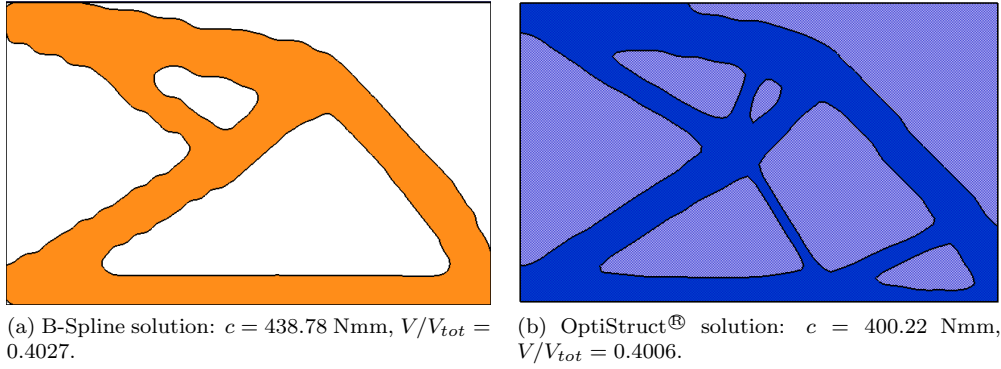 (a) B-Spline solution: c = 438.78 Nmm, V/V_tot =
0.4027.
(b) OptiStruct® solution: c = 400.22 Nmm,
V/V_tot = 0.4006.